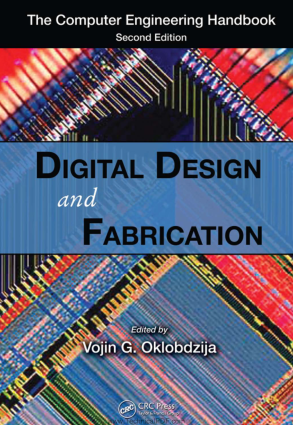 The Computer Engineering Handbook
Second Edition
DIGITAL DESIGN
and
FABRICATION
Edited by
Vojin G. Oklobdzija
CRC Press